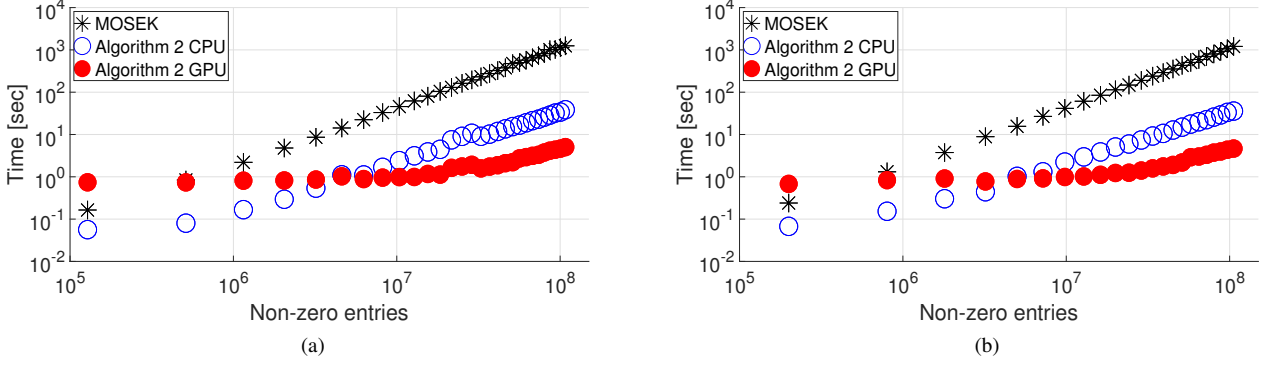 MOSEK
Algorithm 2 CPU
Algorithm 2 GPU
Time [sec]
10^4
10^3
10^2
10^1
10^0
10^-1
10^-2
10^5
10^6
10^7
10^8
Non-zero entries
(a)
MOSEK
Algorithm 2 CPU
Algorithm 2 GPU
Time [sec]
10^4
10^3
10^2
10^1
10^0
10^-1
10^-2
10^5
10^6
10^7
10^8
Non-zero entries
(b)